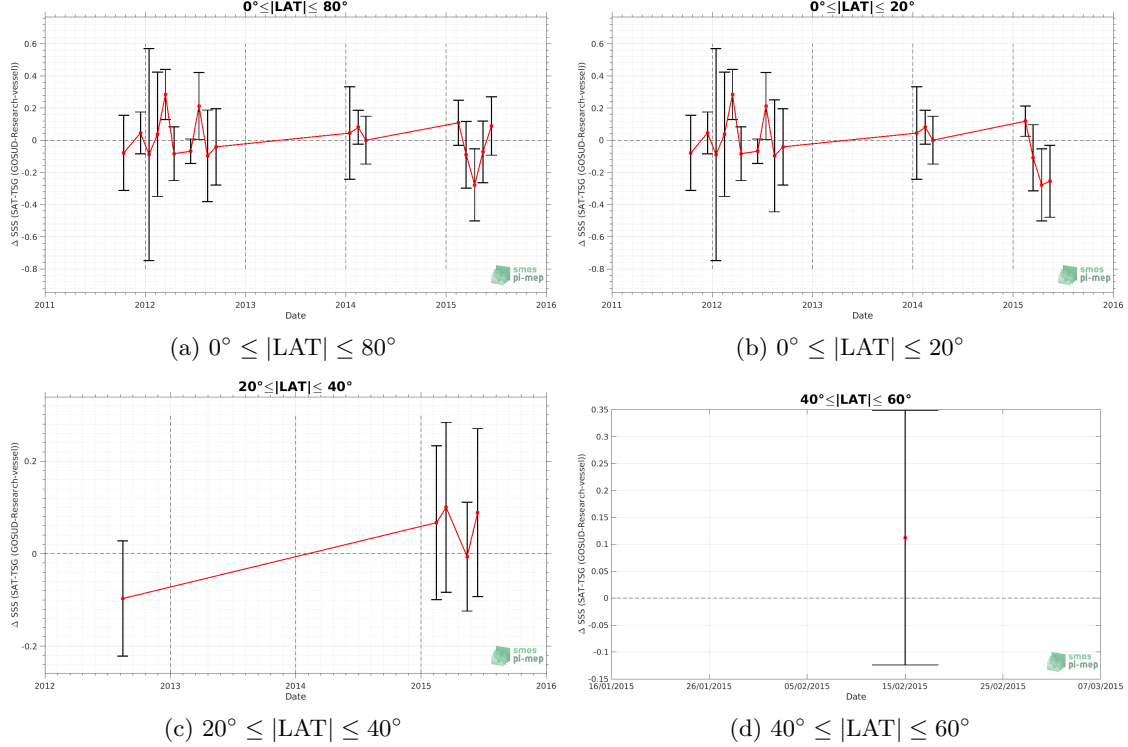 0°≤|LAT|≤ 80°
Δ SSS (SAT-TSG (GOSUD-Research-vessel))
0.6
0.4
0.2
0
-0.2
-0.4
-0.6
-0.8
2011 2012 2013 2014 2015 2016
Date
smos
pi-mep
(a) 0° ≤ |LAT| ≤ 80°
0°≤|LAT|≤ 20°
Δ SSS (SAT-TSG (GOSUD-Research-vessel))
0.6
0.4
0.2
0
-0.2
-0.4
-0.6
-0.8
2011 2012 2013 2014 2015 2016
Date
smos
pi-mep
(b) 0° ≤ |LAT| ≤ 20°
20°≤|LAT|≤ 40°
Δ SSS (SAT-TSG (GOSUD-Research-vessel))
0.2
0
-0.2
2012 2013 2014 2015 2016
Date
smos
pi-mep
(c) 20° ≤ |LAT| ≤ 40°
40°≤|LAT|≤ 60°
Δ SSS (SAT-TSG (GOSUD-Research-vessel))
0.35
0.3
0.25
0.2
0.15
0.1
0.05
0
-0.05
-0.1
-0.15
16/01/2015 26/01/2015 05/02/2015 15/02/2015 25/02/2015 07/03/2015
Date
smos
pi-mep
(d) 40° ≤ |LAT| ≤ 60°